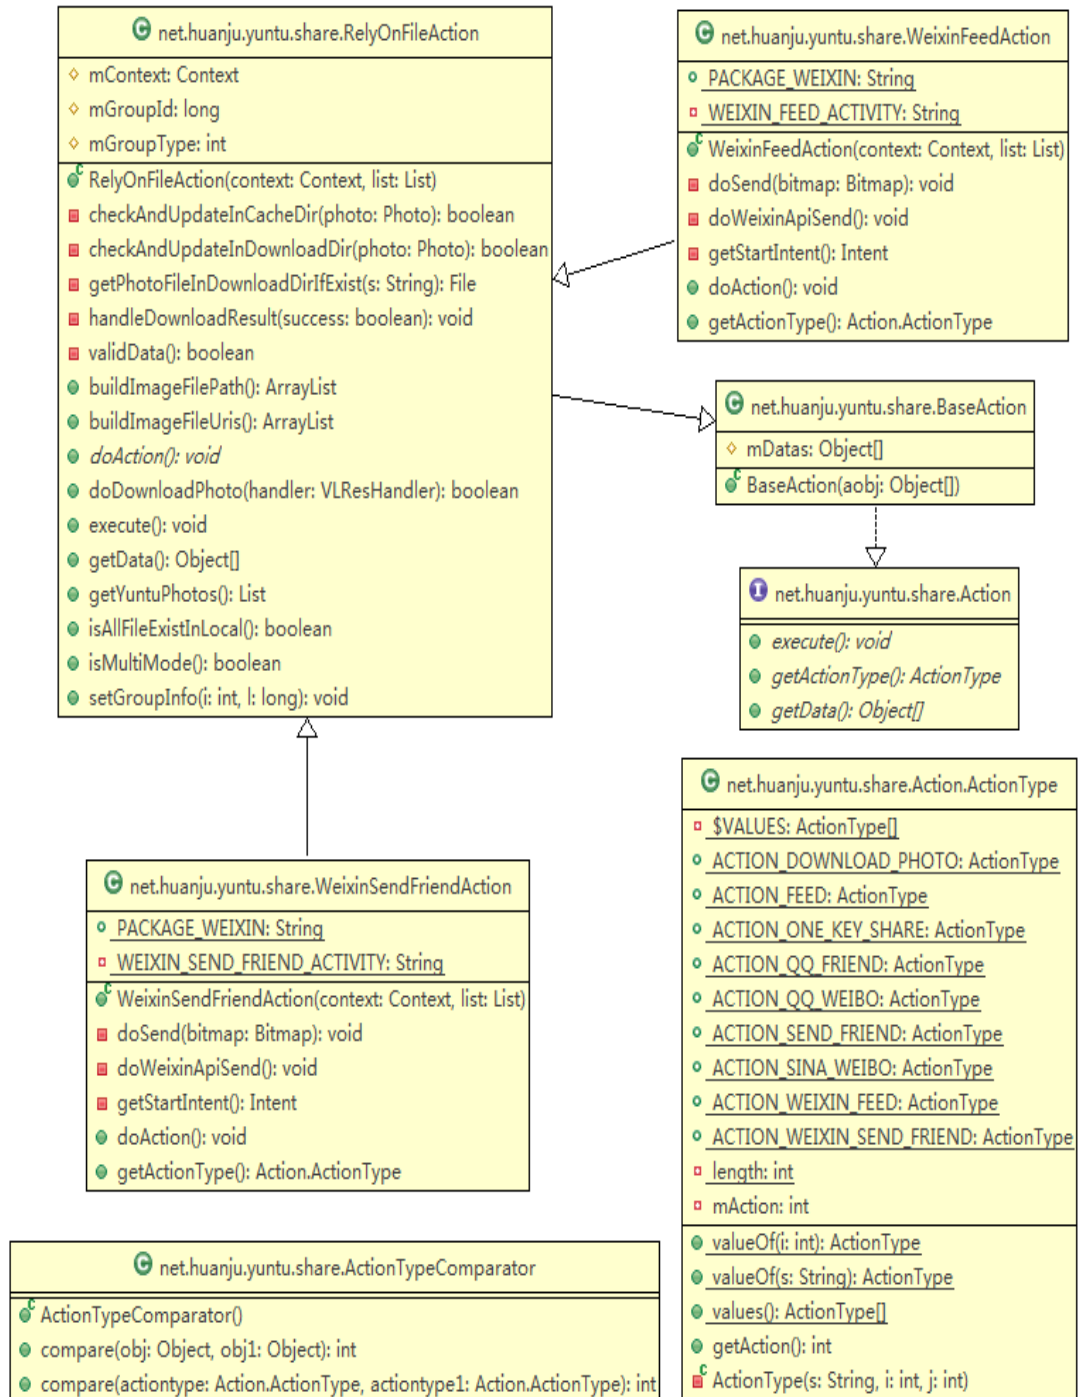 net.huanju.yuntu.share.RelyOnFileAction
mContext: Context
mGroupId: long
mGroupType: int
RelyOnFileAction(context: Context, list: List)
checkAndUpdateInCacheDir(photo: Photo): boolean
checkAndUpdateInDownloadDir(photo: Photo): boolean
getPhotoFileInDownloadDirIfExist(s: String): File
handleDownloadResult(success: boolean): void
validData(): boolean
buildImageFilePath(): ArrayList
buildImageFileUris(): ArrayList
doAction(): void
doDownloadPhoto(handler: VLResHandler): boolean
execute(): void
getData(): Object[]
getYuntuPhotos(): List
isAllFileExistInLocal(): boolean
isMultiMode(): boolean
setGroupInfo(i: int, l: long): void
net.huanju.yuntu.share.WeixinFeedAction
PACKAGE_WEIXIN: String
WEIXIN_FEED_ACTIVITY: String
WeixinFeedAction(context: Context, list: List)
doSend(bitmap: Bitmap): void
doWeixinApiSend(): void
getStartIntent(): Intent
doAction(): void
getActionType(): Action.ActionType
net.huanju.yuntu.share.BaseAction
mDatas: Object[]
BaseAction(aobj: Object[])
net.huanju.yuntu.share.Action
execute(): void
getActionType(): ActionType
getData(): Object[]
net.huanju.yuntu.share.WeixinSendFriendAction
PACKAGE_WEIXIN: String
WEIXIN_SEND_FRIEND_ACTIVITY: String
WeixinSendFriendAction(context: Context, list: List)
doSend(bitmap: Bitmap): void
doWeixinApiSend(): void
getStartIntent(): Intent
doAction(): void
getActionType(): Action.ActionType
net.huanju.yuntu.share.Action.ActionType
$VALUES: ActionType[]
ACTION_DOWNLOAD_PHOTO: ActionType
ACTION_FEED: ActionType
ACTION_ONE_KEY_SHARE: ActionType
ACTION_QQ_FRIEND: ActionType
ACTION_QQ_WEIBO: ActionType
ACTION_SEND_FRIEND: ActionType
ACTION_SINA_WEIBO: ActionType
ACTION_WEIXIN_FEED: ActionType
ACTION_WEIXIN_SEND_FRIEND: ActionType
length: int
mAction: int
valueOf(i: int): ActionType
valueOf(s: String): ActionType
values(): ActionType[]
getAction(): int
ActionType(s: String, i: int, j: int)
net.huanju.yuntu.share.ActionTypeComparator
ActionTypeComparator()
compare(obj: Object, obj1: Object): int
compare(actiontype: Action.ActionType, actiontype1: Action.ActionType): int